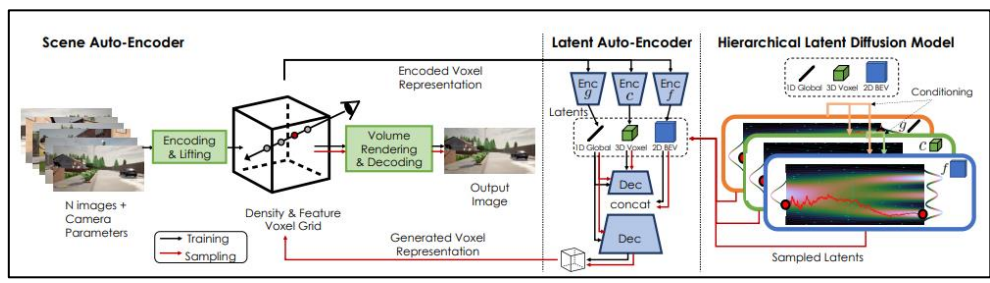 Scene Auto-Encoder
N images +
Camera
Parameters
Encoding
& Lifting
Density & Feature
Voxel Grid
Training
Sampling
Encoded Voxel
Representation
Volume
Rendering
& Decoding
Output
Image
Generated Voxel
Representation
Latent Auto-Encoder
Enc
g
Enc
c
Enc
f
Latents
1D Global
3D Voxel
2D BEV
Dec
concat
Dec
Hierarchical Latent Diffusion Model
1D Global
3D Voxel
2D BEV
Conditioning
g
c
f
Sampled Latents